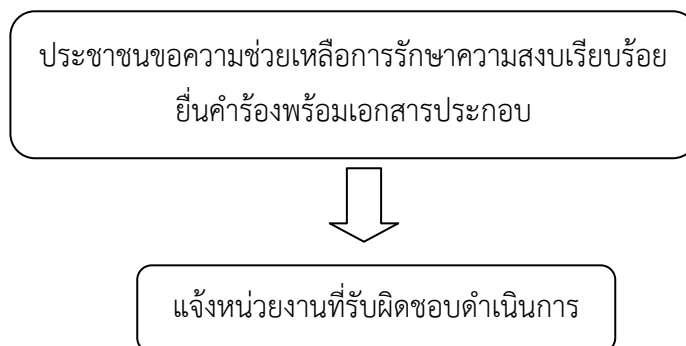 ประชาชนขอความช่วยเหลือการรักษาความสงบเรียบร้อย
ยื่นคำร้องพร้อมเอกสารประกอบ
แจ้งหน่วยงานที่รับผิดชอบดำเนินการ